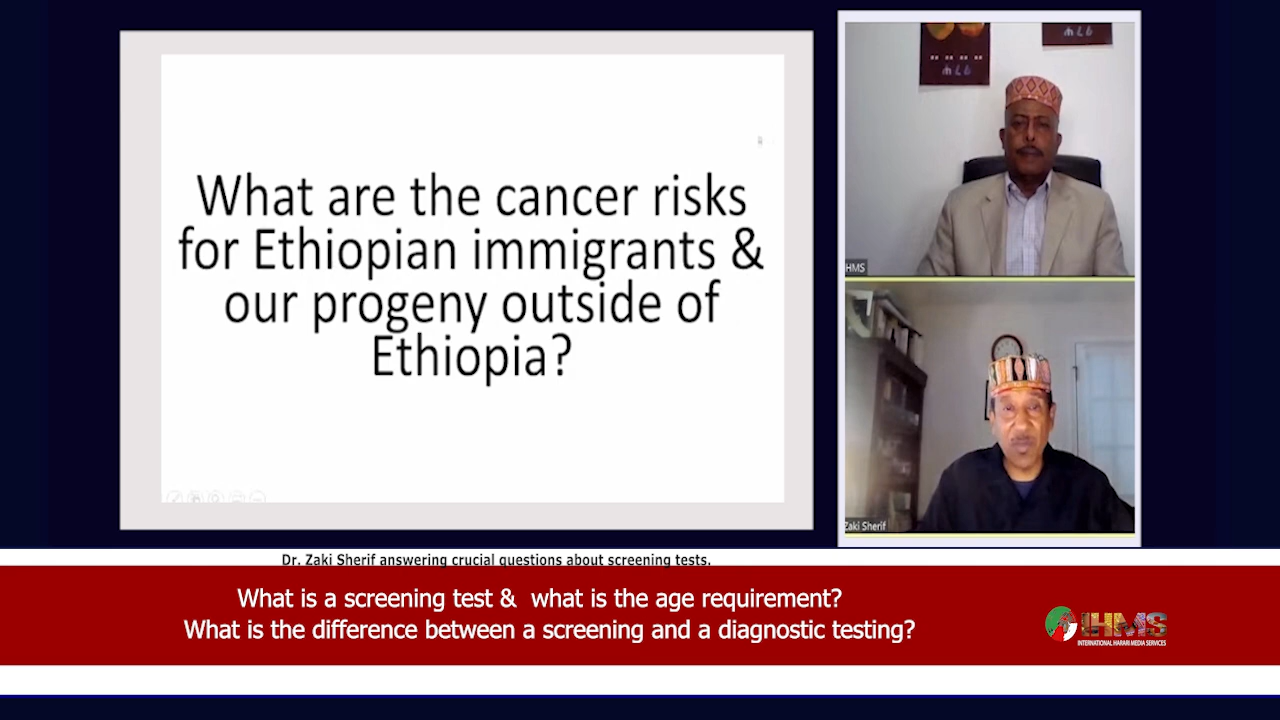 What are the cancer risks
for Ethiopian immigrants &
our progeny outside of
Ethiopia?
ሐረር
ሐረር
HMS
Zaki Sherif
Dr. Zaki Sherif answering crucial questions about screening tests.
What is a screening test & what is the age requirement?
What is the difference between a screening and a diagnostic testing?
IHMS
INTERNATIONAL HARARI MEDIA SERVICES